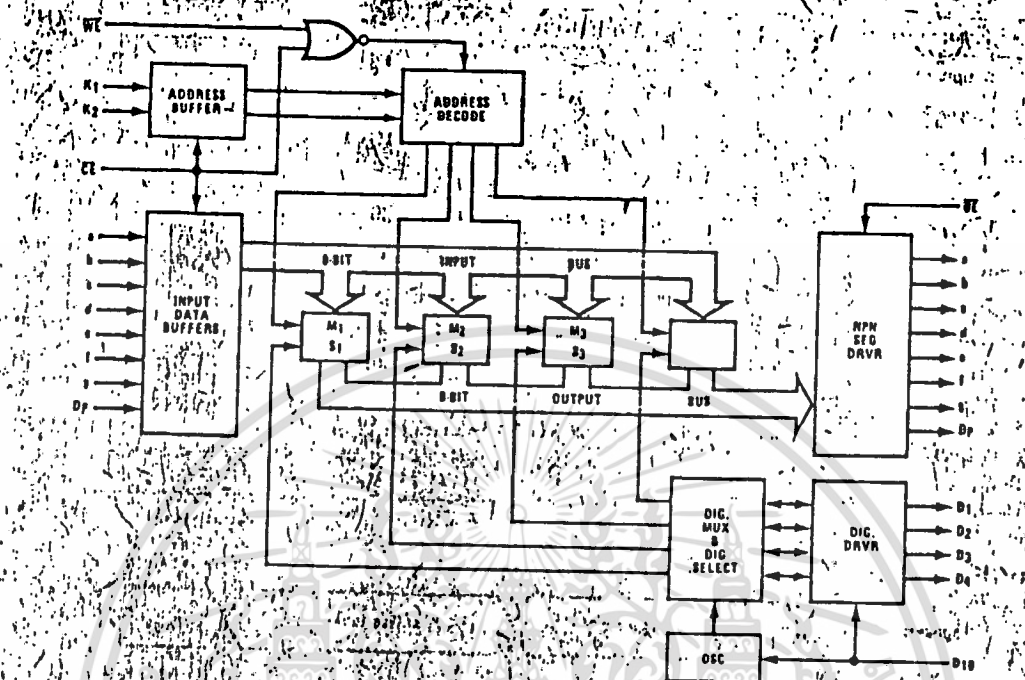 WE
K1
K2
ADDRESS
BUFFER
ADDRESS
DECODE
CE
a
b
c
d
e
f
g
DP
INPUT
DATA
BUFFERS
8-BIT
INPUT
BUS
M1
S1
M2
S2
M3
S3
8-BIT
OUTPUT
BUS
NPN
SEG
DRVR
a
b
d
e
f
DP
DIG.
MUX
&
DIG
SELECT
DIG.
DRVR
D1
D2
D3
D4
OSC